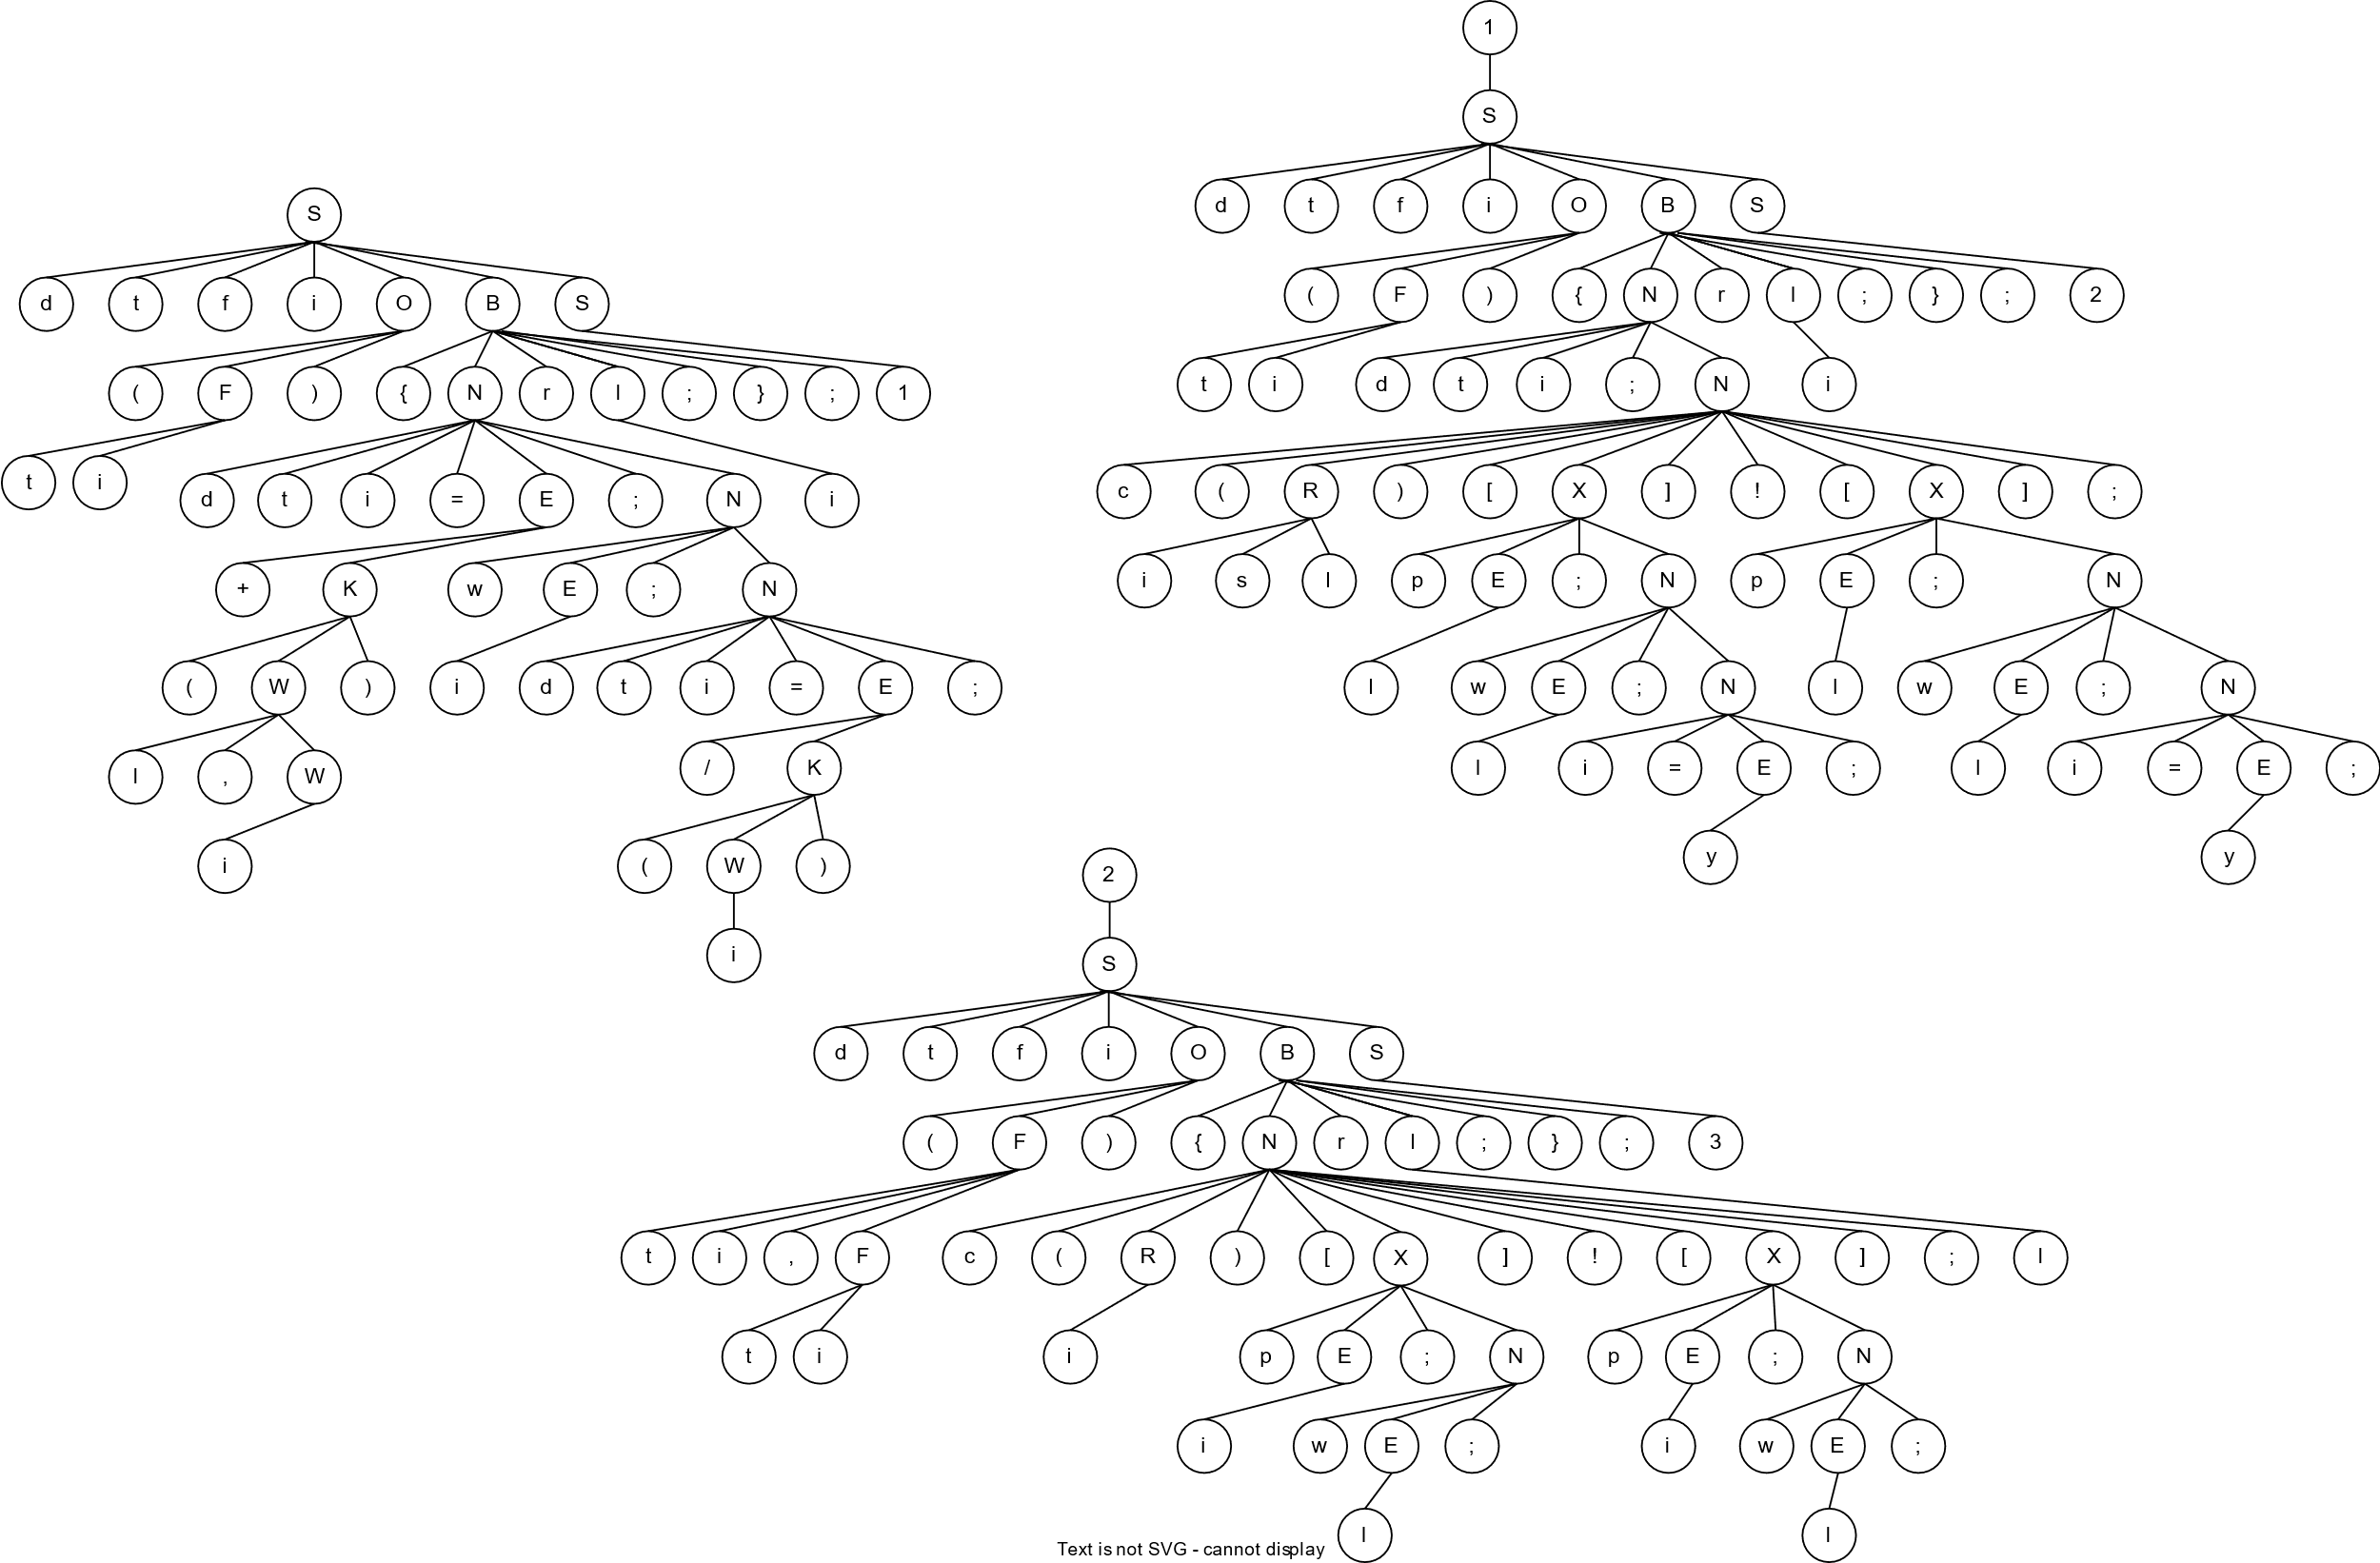 S
d t f i O B S
( F ) { N r I ; } ; 1
t i d t i = E ; N i
+ K w E ; N
( W ) i d t i = E ;
l , W / K
i ( W )
i
1
S
d t f i O B S
( F ) { N r I ; } ; 2
t i d t i ; N i
c ( R ) [ X ] ! [ X ] ;
i s l p E ; N p E ; N
l w E ; N l w E ; N
l i = E ; l i = E ;
y y
2
S
d t f i O B S
( F ) { N r I ; } ; 3
t i , F c ( R ) [ X ] ! [ X ] ; l
t i i p E ; N p E ; N
i w E ; i w E ;
l l
Text is not SVG - cannot display